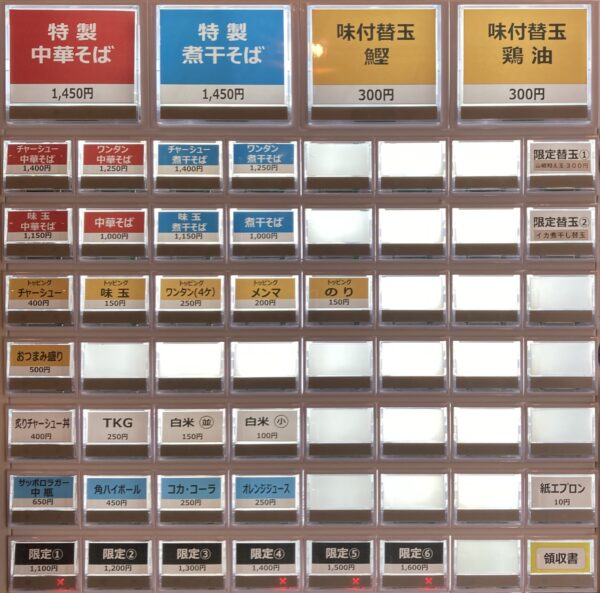 特製
中華そば
1,450円
特製
煮干そば
1,450円
味付替玉
鰹
300円
味付替玉
鶏油
300円
チャーシュー
中華そば
1,400円
ワンタン
中華そば
1,250円
チャーシュー
煮干そば
1,400円
ワンタン
煮干そば
1,250円
限定替玉①
味玉
中華そば
1,150円
中華そば
1,000円
味玉
煮干そば
1,150円
煮干そば
1,000円
限定替玉②
イカ煮干し替玉
トッピング
チャーシュー
400円
トッピング
味玉
150円
トッピング
ワンタン(4ケ)
250円
トッピング
メンマ
200円
トッピング
のり
150円
おつまみ盛り
500円
炙りチャーシュー丼
400円
TKG
250円
白米 並
150円
白米 小
100円
サッポロラガー
中瓶
650円
角ハイボール
450円
コカ・コーラ
250円
オレンジジュース
250円
紙エプロン
10円
限定①
1,100円
限定②
1,200円
限定③
1,300円
限定④
1,400円
限定⑤
1,500円
限定⑥
1,600円
領収書